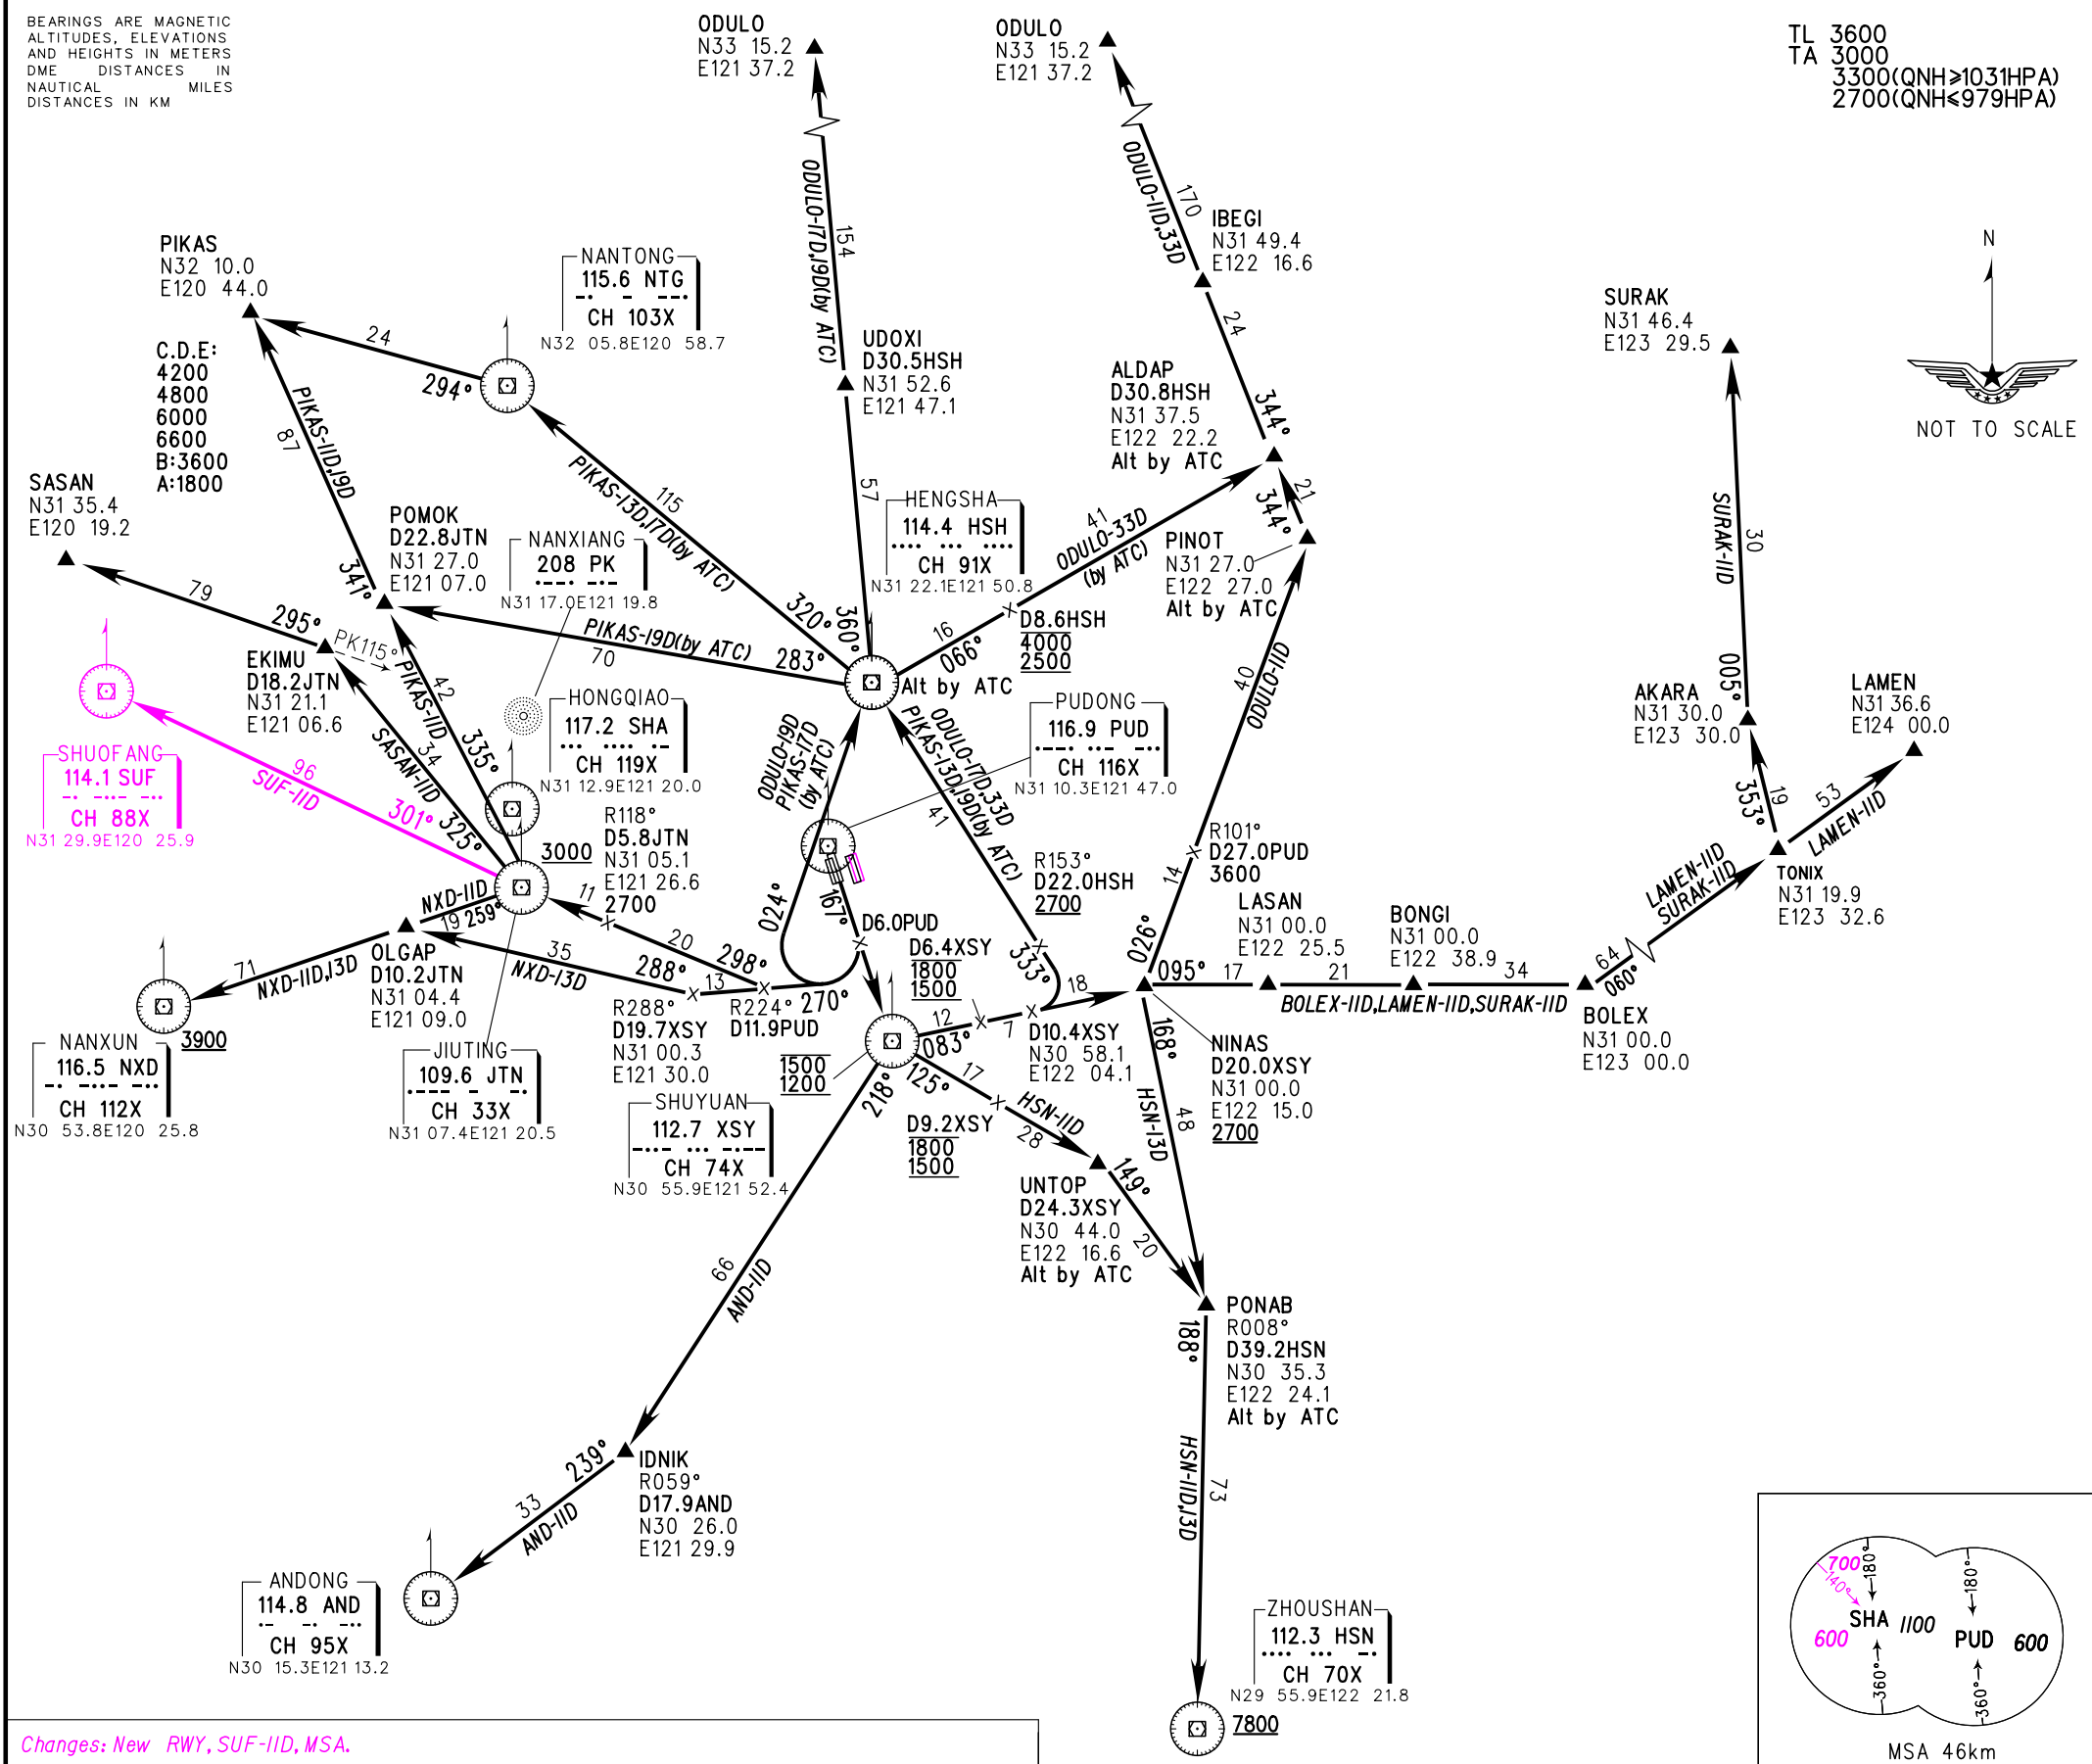 BEARINGS ARE MAGNETIC
ALTITUDES, ELEVATIONS
AND HEIGHTS IN METERS
DME DISTANCES IN
NAUTICAL MILES
DISTANCES IN KM
ODULO
N33 15.2
E121 37.2
ODULO
N33 15.2
E121 37.2
TL 3600
TA 3000
3300(QNH≥1031HPA)
2700(QNH≤979HPA)
ODULO-17D,19D(by ATC)
154
ODULO-11D,33D
170
IBEGI
N31 49.4
E122 16.6
24
PIKAS
N32 10.0
E120 44.0
24
294°
NANTONG
115.6 NTG
-· - --·
CH 103X
N32 05.8E120 58.7
C.D.E:
4200
4800
6000
6600
B:3600
A:1800
PIKAS-11D,19D
87
341°
UDOXI
D30.5HSH
N31 52.6
E121 47.1
57
360°
ALDAP
D30.8HSH
N31 37.5
E122 22.2
Alt by ATC
344°
21
344°
SURAK
N31 46.4
E123 29.5
SURAK-11D
30
005°
N
NOT TO SCALE
SASAN
N31 35.4
E120 19.2
79
295°
POMOK
D22.8JTN
N31 27.0
E121 07.0
NANXIANG
208 PK
·--· -·-
N31 17.0E121 19.8
PIKAS-13D,17D(by ATC)
115
320°
HENGSHA
114.4 HSH
···· ··· ····
CH 91X
N31 22.1E121 50.8
41
ODULO-33D
(by ATC)
PINOT
N31 27.0
E122 27.0
Alt by ATC
16
066°
D8.6HSH
4000
2500
Alt by ATC
PIKAS-19D(by ATC)
70
283°
EKIMU
D18.2JTN
N31 21.1
E121 06.6
PK115°
PIKAS-11D
42
335°
SASAN-11D
34
325°
SHUOFANG
114.1 SUF
CH 88X
N31 29.9E120 25.9
96
SUF-11D
301°
HONGQIAO
117.2 SHA
··· ···· ·-
CH 119X
N31 12.9E121 20.0
PUDONG
116.9 PUD
·--· ··- -··
CH 116X
N31 10.3E121 47.0
ODULO-19D
PIKAS-17D
(by ATC)
024°
ODULO-17D,33D
PIKAS-13D,19D(by ATC)
41
333°
40
ODULO-11D
AKARA
N31 30.0
E123 30.0
19
353°
LAMEN
N31 36.6
E124 00.0
53
LAMEN-11D
TONIX
N31 19.9
E123 32.6
LAMEN-11D
SURAK-11D
64
060°
3000
R118°
D5.8JTN
N31 05.1
E121 26.6
2700
11
20
298°
R153°
D22.0HSH
2700
R101°
D27.0PUD
3600
14
026°
NXD-11D
19 259°
OLGAP
D10.2JTN
N31 04.4
E121 09.0
71
NXD-11D,13D
35
NXD-13D
288°
13
270°
167°
D6.0PUD
R288°
D19.7XSY
N31 00.3
E121 30.0
R224°
D11.9PUD
D6.4XSY
1800
1500
18
12
083°
7
D10.4XSY
N30 58.1
E122 04.1
LASAN
N31 00.0
E122 25.5
095°
17
BONGI
N31 00.0
E122 38.9
21
34
BOLEX-11D,LAMEN-11D,SURAK-11D
BOLEX
N31 00.0
E123 00.0
NINAS
D20.0XSY
N31 00.0
E122 15.0
2700
NANXUN
116.5 NXD
-· -··- -··
CH 112X
N30 53.8E120 25.8
3900
JIUTING
109.6 JTN
·--- - -·
CH 33X
N31 07.4E121 20.5
1500
1200
SHUYUAN
112.7 XSY
-··- ··· -·--
CH 74X
N30 55.9E121 52.4
218°
125°
17
HSN-11D
28
D9.2XSY
1800
1500
168°
48
HSN-13D
UNTOP
D24.3XSY
N30 44.0
E122 16.6
Alt by ATC
149°
20
66
AND-11D
PONAB
R008°
D39.2HSN
N30 35.3
E122 24.1
Alt by ATC
188°
HSN-11D,13D
73
239°
IDNIK
R059°
D17.9AND
N30 26.0
E121 29.9
33
AND-11D
ANDONG
114.8 AND
·- -· -··
CH 95X
N30 15.3E121 13.2
ZHOUSHAN
112.3 HSN
···· ··· -·
CH 70X
N29 55.9E122 21.8
7800
700
140°
180°
180°
SHA
1100
PUD
600
600
360°
360°
MSA 46km
Changes: New RWY, SUF-11D, MSA.